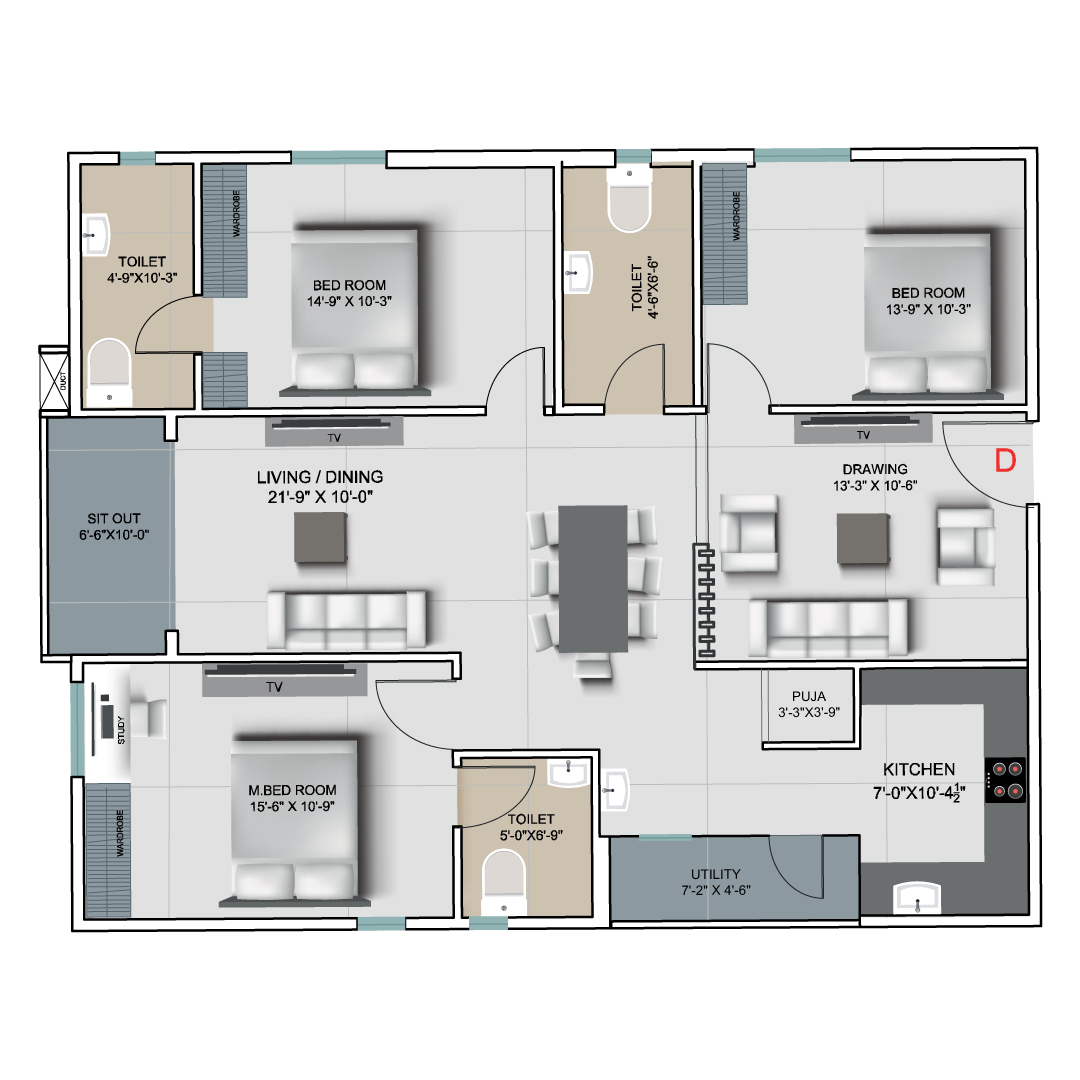 WARDROBE
WARDROBE
TOILET
4'-9"X10'-3"
BED ROOM
14'-9" X 10'-3"
TOILET
4'-6"X6'-6"
BED ROOM
13'-9" X 10'-3"
DUCT
TV
TV
D
LIVING / DINING
21'-9" X 10'-0"
DRAWING
13'-3" X 10'-6"
SIT OUT
6'-6"X10'-0"
TV
STUDY
PUJA
3'-3"X3'-9"
M.BED ROOM
15'-6" X 10'-9"
KITCHEN
7'-0"X10'-4½"
WARDROBE
TOILET
5'-0"X6'-9"
UTILITY
7'-2" X 4'-6"